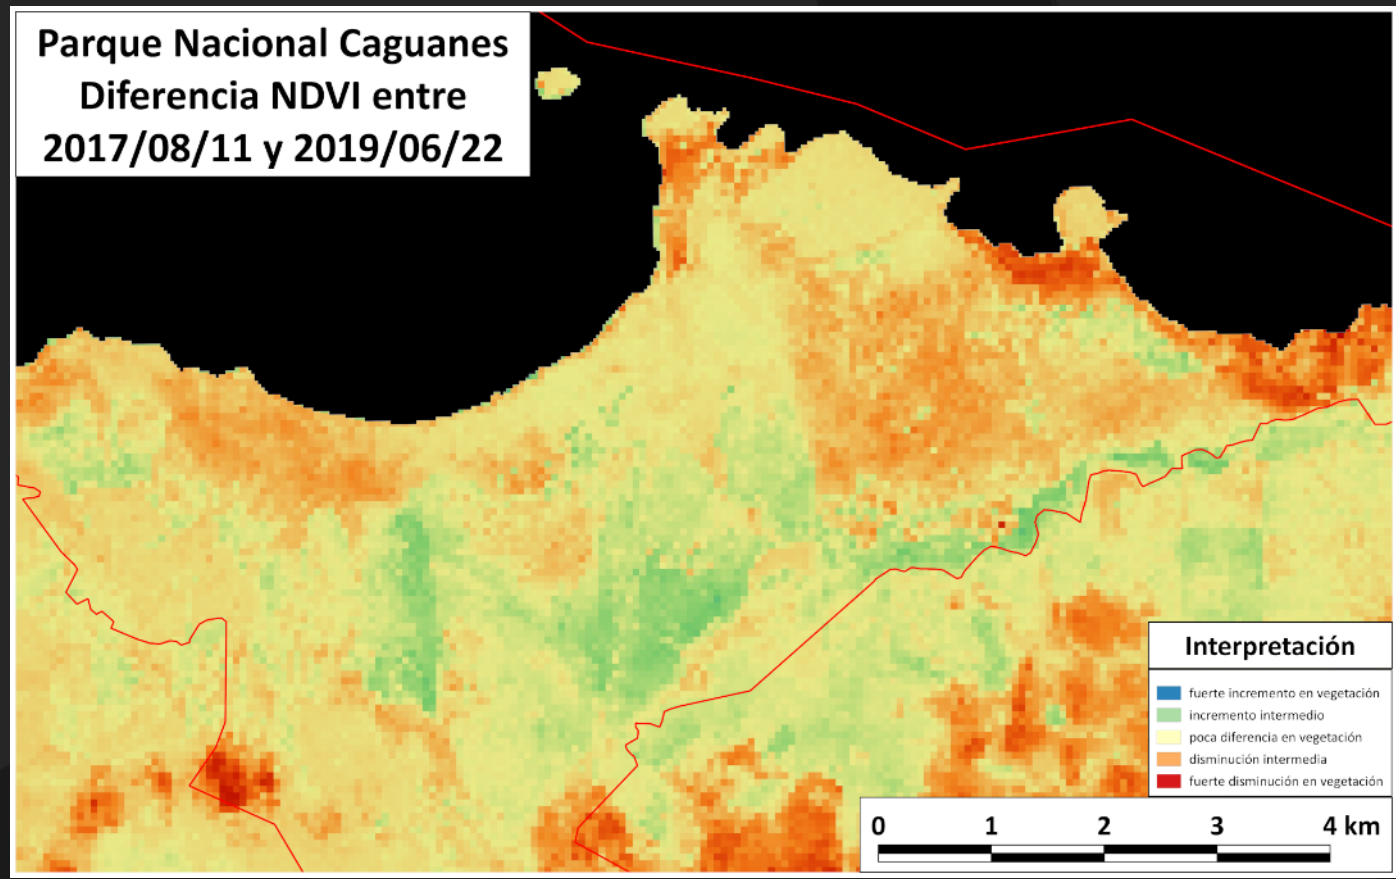 Parque Nacional Caguanes
Diferencia NDVI entre
2017/08/11 y 2019/06/22
Interpretación
fuerte incremento en vegetación
incremento intermedio
poca diferencia en vegetación
disminución intermedia
fuerte disminución en vegetación
0 1 2 3 4 km